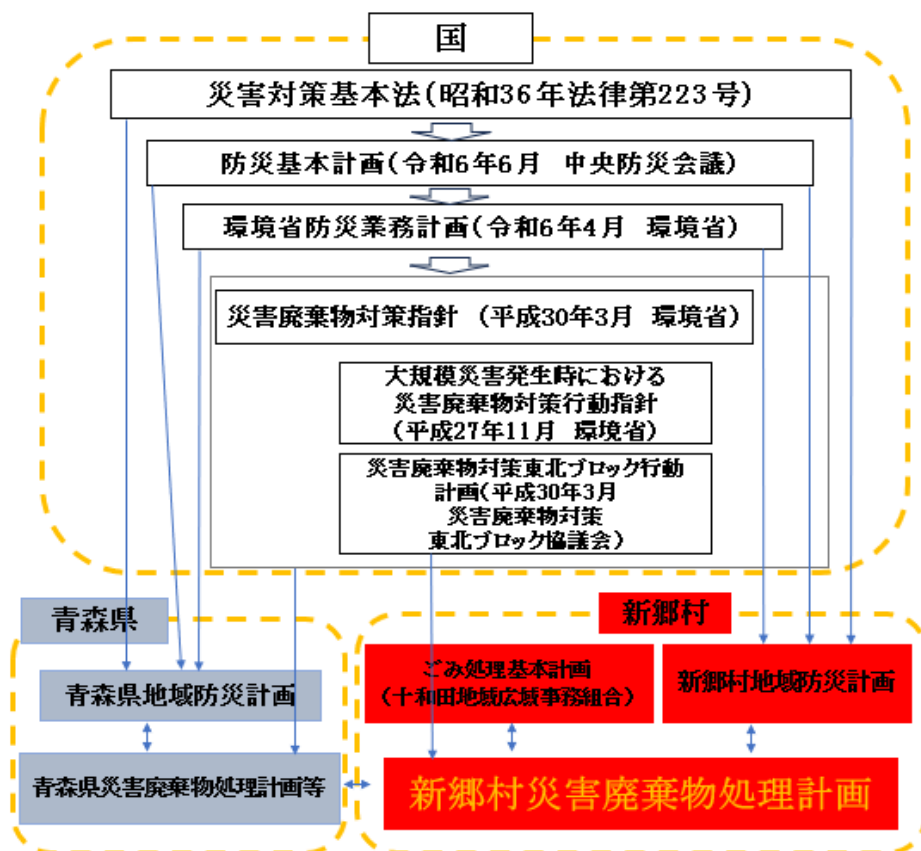 国
災害対策基本法(昭和36年法律第223号)
防災基本計画(令和6年6月　中央防災会議)
環境省防災業務計画(令和6年4月　環境省)
災害廃棄物対策指針　(平成30年3月　環境省)
大規模災害発生時における
災害廃棄物対策行動指針
(平成27年11月　環境省)
災害廃棄物対策東北ブロック行動
計画(平成30年3月
災害廃棄物対策
東北ブロック協議会)
青森県
青森県地域防災計画
青森県災害廃棄物処理計画等
新郷村
ごみ処理基本計画
(十和田地域広域事務組合)
新郷村地域防災計画
新郷村災害廃棄物処理計画